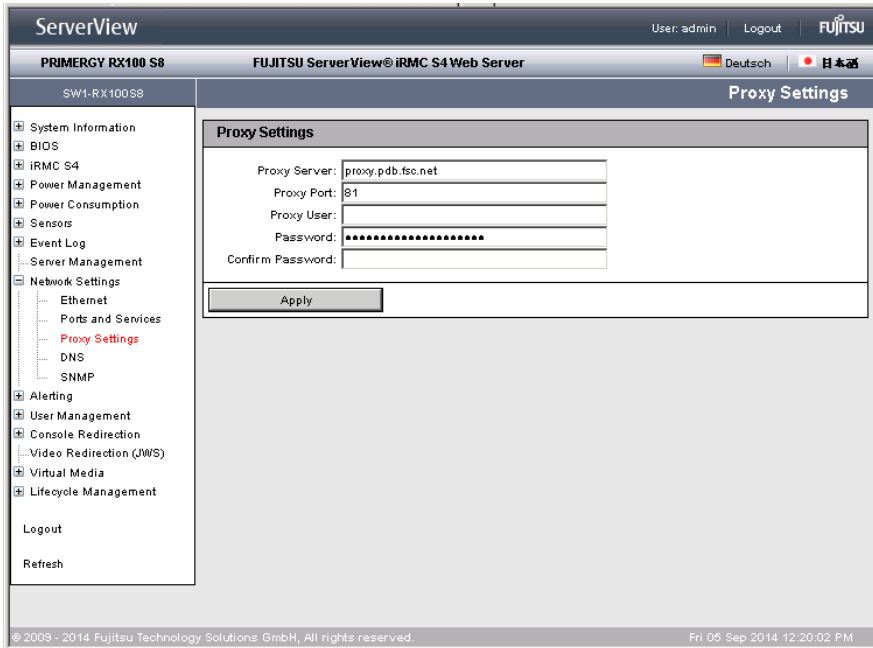 ServerView
User: admin
Logout
FUJITSU
PRIMERGY RX100 S8
FUJITSU ServerView® iRMC S4 Web Server
Deutsch
日本語
SW1-RX100S8
Proxy Settings
System Information
BIOS
iRMC S4
Power Management
Power Consumption
Sensors
Event Log
Server Management
Network Settings
Ethernet
Ports and Services
Proxy Settings
DNS
SNMP
Alerting
User Management
Console Redirection
Video Redirection (JWS)
Virtual Media
Lifecycle Management
Logout
Refresh
Proxy Settings
Proxy Server: proxy.pdb.fsc.net
Proxy Port: 81
Proxy User:
Password: ●●●●●●●●●●●●●●●●●●●●
Confirm Password:
Apply
© 2009 - 2014 Fujitsu Technology Solutions GmbH, All rights reserved.
Fri 05 Sep 2014 12:20:02 PM